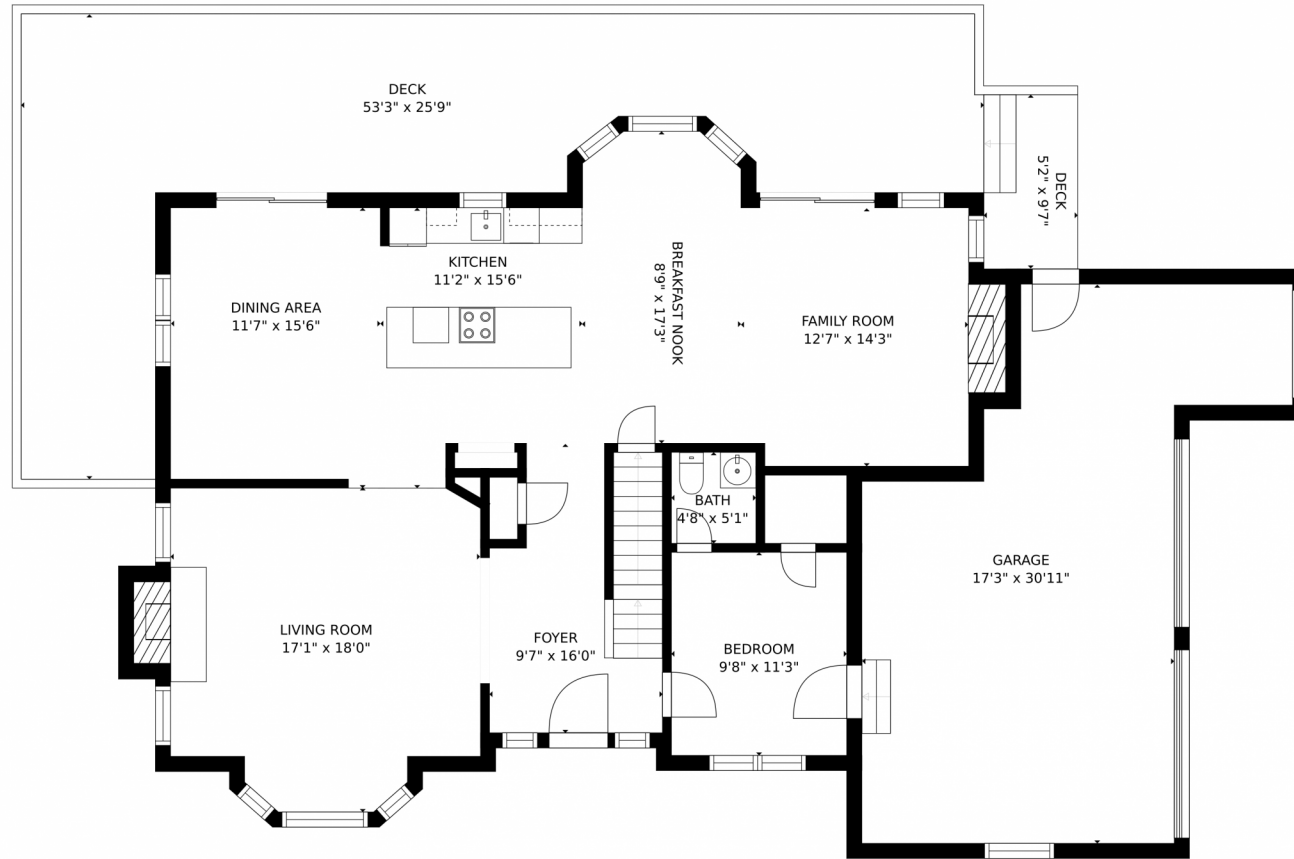 DECK
53'3" x 25'9"
DECK
5'2" x 9'7"
KITCHEN
11'2" x 15'6"
BREAKFAST NOOK
8'9" x 17'3"
DINING AREA
11'7" x 15'6"
FAMILY ROOM
12'7" x 14'3"
BATH
4'8" x 5'1"
GARAGE
17'3" x 30'11"
LIVING ROOM
17'1" x 18'0"
FOYER
9'7" x 16'0"
BEDROOM
9'8" x 11'3"